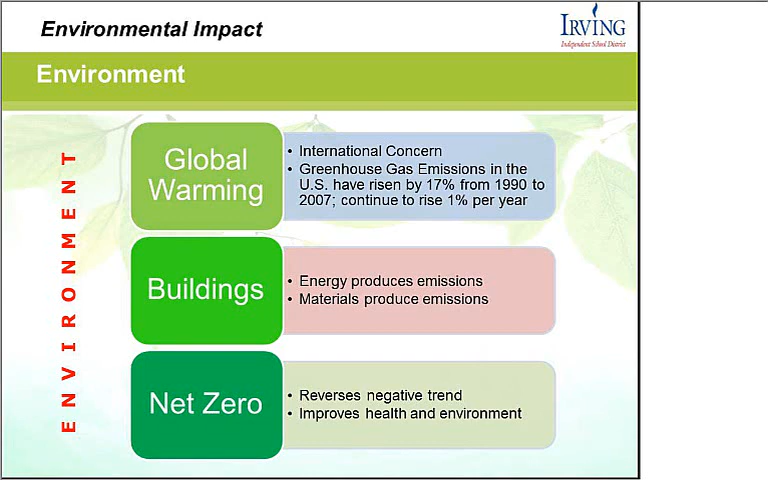 Environmental Impact
IRVING
Independent School District
Environment
ENVIRONMENT
Global
Warming
• International Concern
• Greenhouse Gas Emissions in the
U.S. have risen by 17% from 1990 to
2007; continue to rise 1% per year
Buildings
• Energy produces emissions
• Materials produce emissions
Net Zero
• Reverses negative trend
• Improves health and environment